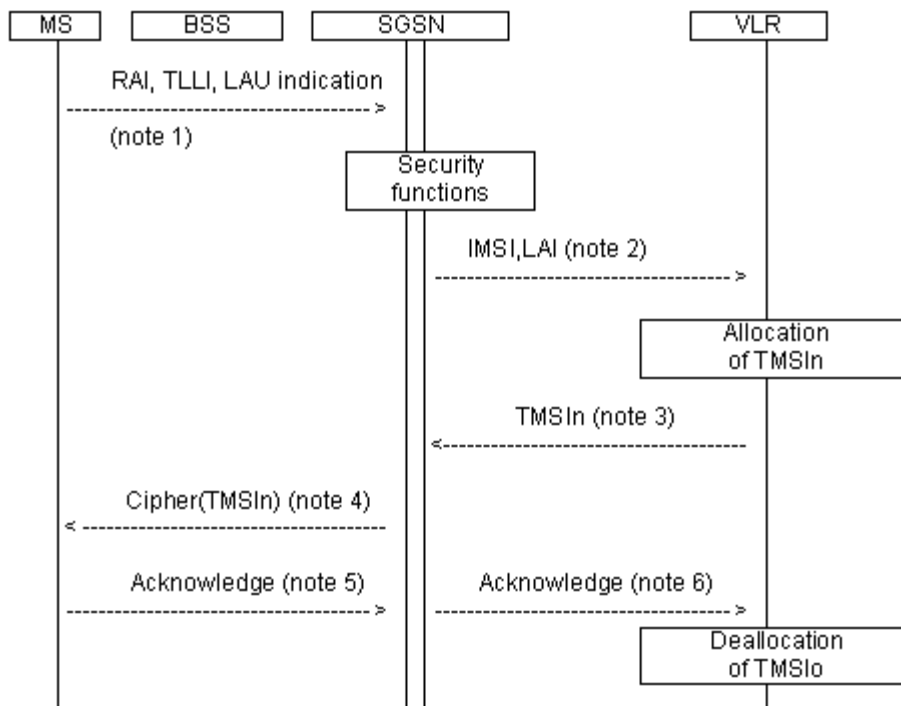 MS BSS SGSN VLR
RAI, TLLI, LAU indication
(note 1)
Security
functions
IMSI,LAI (note 2)
Allocation
of TMSIn
TMSIn (note 3)
Cipher(TMSIn) (note 4)
Acknowledge (note 5) Acknowledge (note 6)
Deallocation
of TMSIo